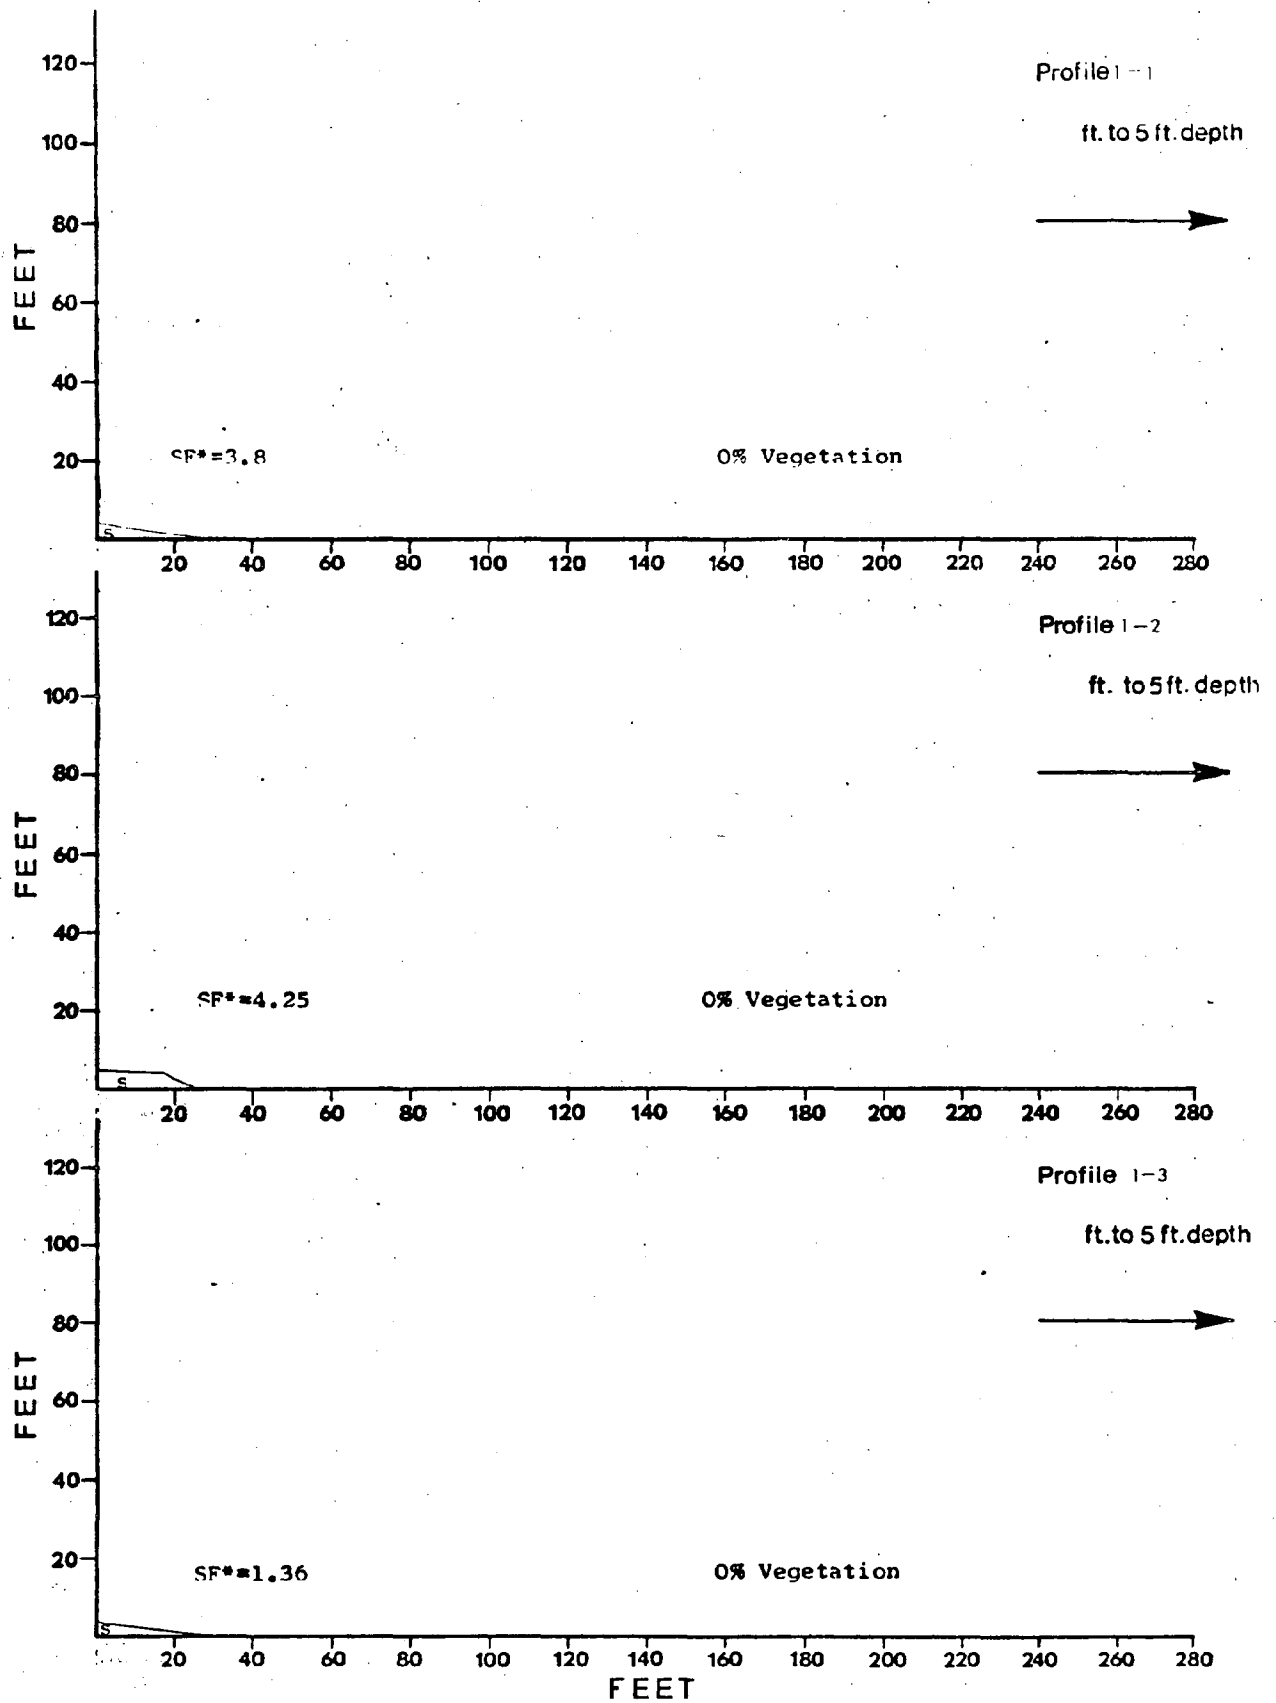 120
Profile 1-1
100
ft. to 5 ft. depth
80
FEET
60
40
20
SF*=3.8
0% Vegetation
S
20 40 60 80 100 120 140 160 180 200 220 240 260 280
120
Profile 1-2
100
ft. to 5 ft. depth
80
FEET
60
40
20
SF*=4.25
0% Vegetation
S
20 40 60 80 100 120 140 160 180 200 220 240 260 280
120
Profile 1-3
100
ft. to 5 ft. depth
80
FEET
60
40
20
SF*=1.36
0% Vegetation
S
20 40 60 80 100 120 140 160 180 200 220 240 260 280
FEET